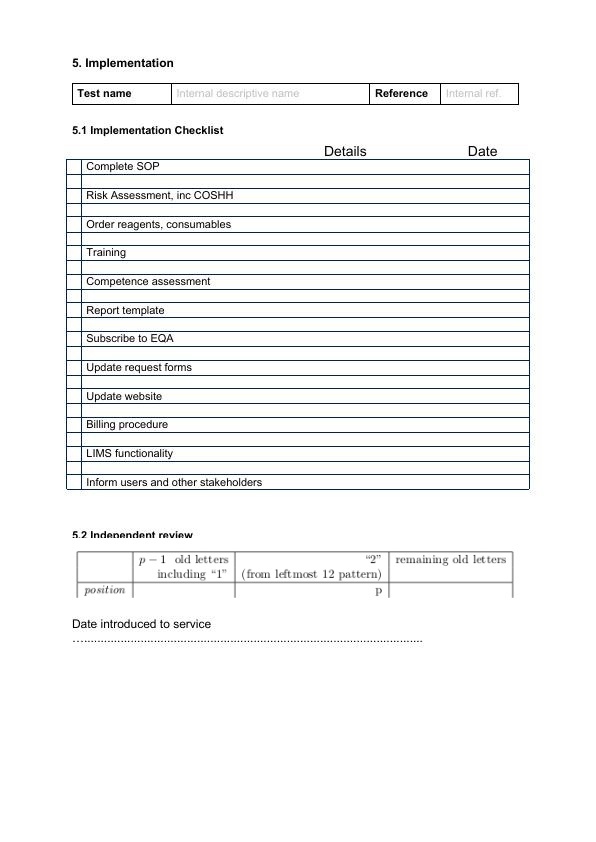 5. Implementation
Test name Internal descriptive name Reference Internal ref.
5.1 Implementation Checklist
Details Date
Complete SOP
Risk Assessment, inc COSHH
Order reagents, consumables
Training
Competence assessment
Report template
Subscribe to EQA
Update request forms
Update website
Billing procedure
LIMS functionality
Inform users and other stakeholders
5.2 Independent review
p − 1 old letters “2” remaining old letters
including “1” (from leftmost 12 pattern)
position p
Date introduced to service
…........................................................................................................